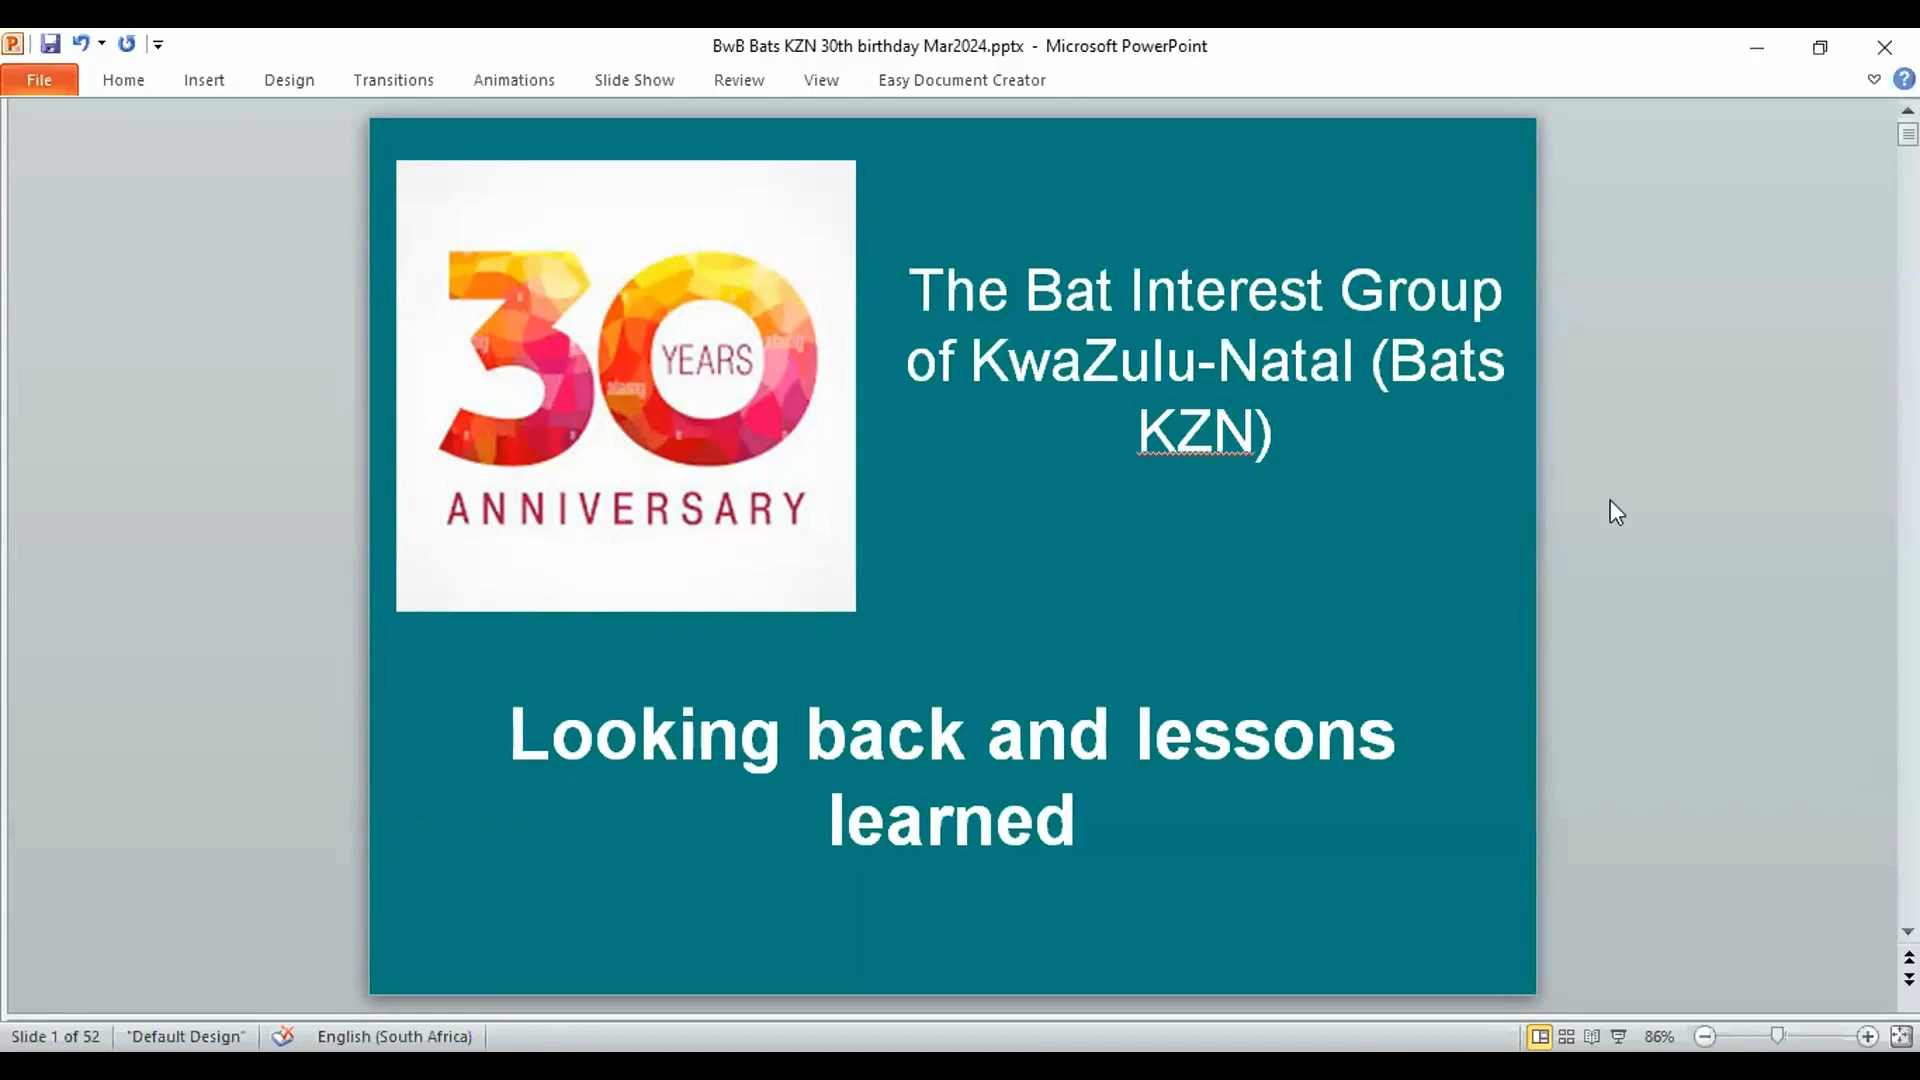 BwB Bats KZN 30th birthday Mar2024.pptx - Microsoft PowerPoint
File Home Insert Design Transitions Animations Slide Show Review View Easy Document Creator
The Bat Interest Group
of KwaZulu-Natal (Bats
KZN)
30
YEARS
ANNIVERSARY
Looking back and lessons
learned
Slide 1 of 52 "Default Design" English (South Africa) 86%